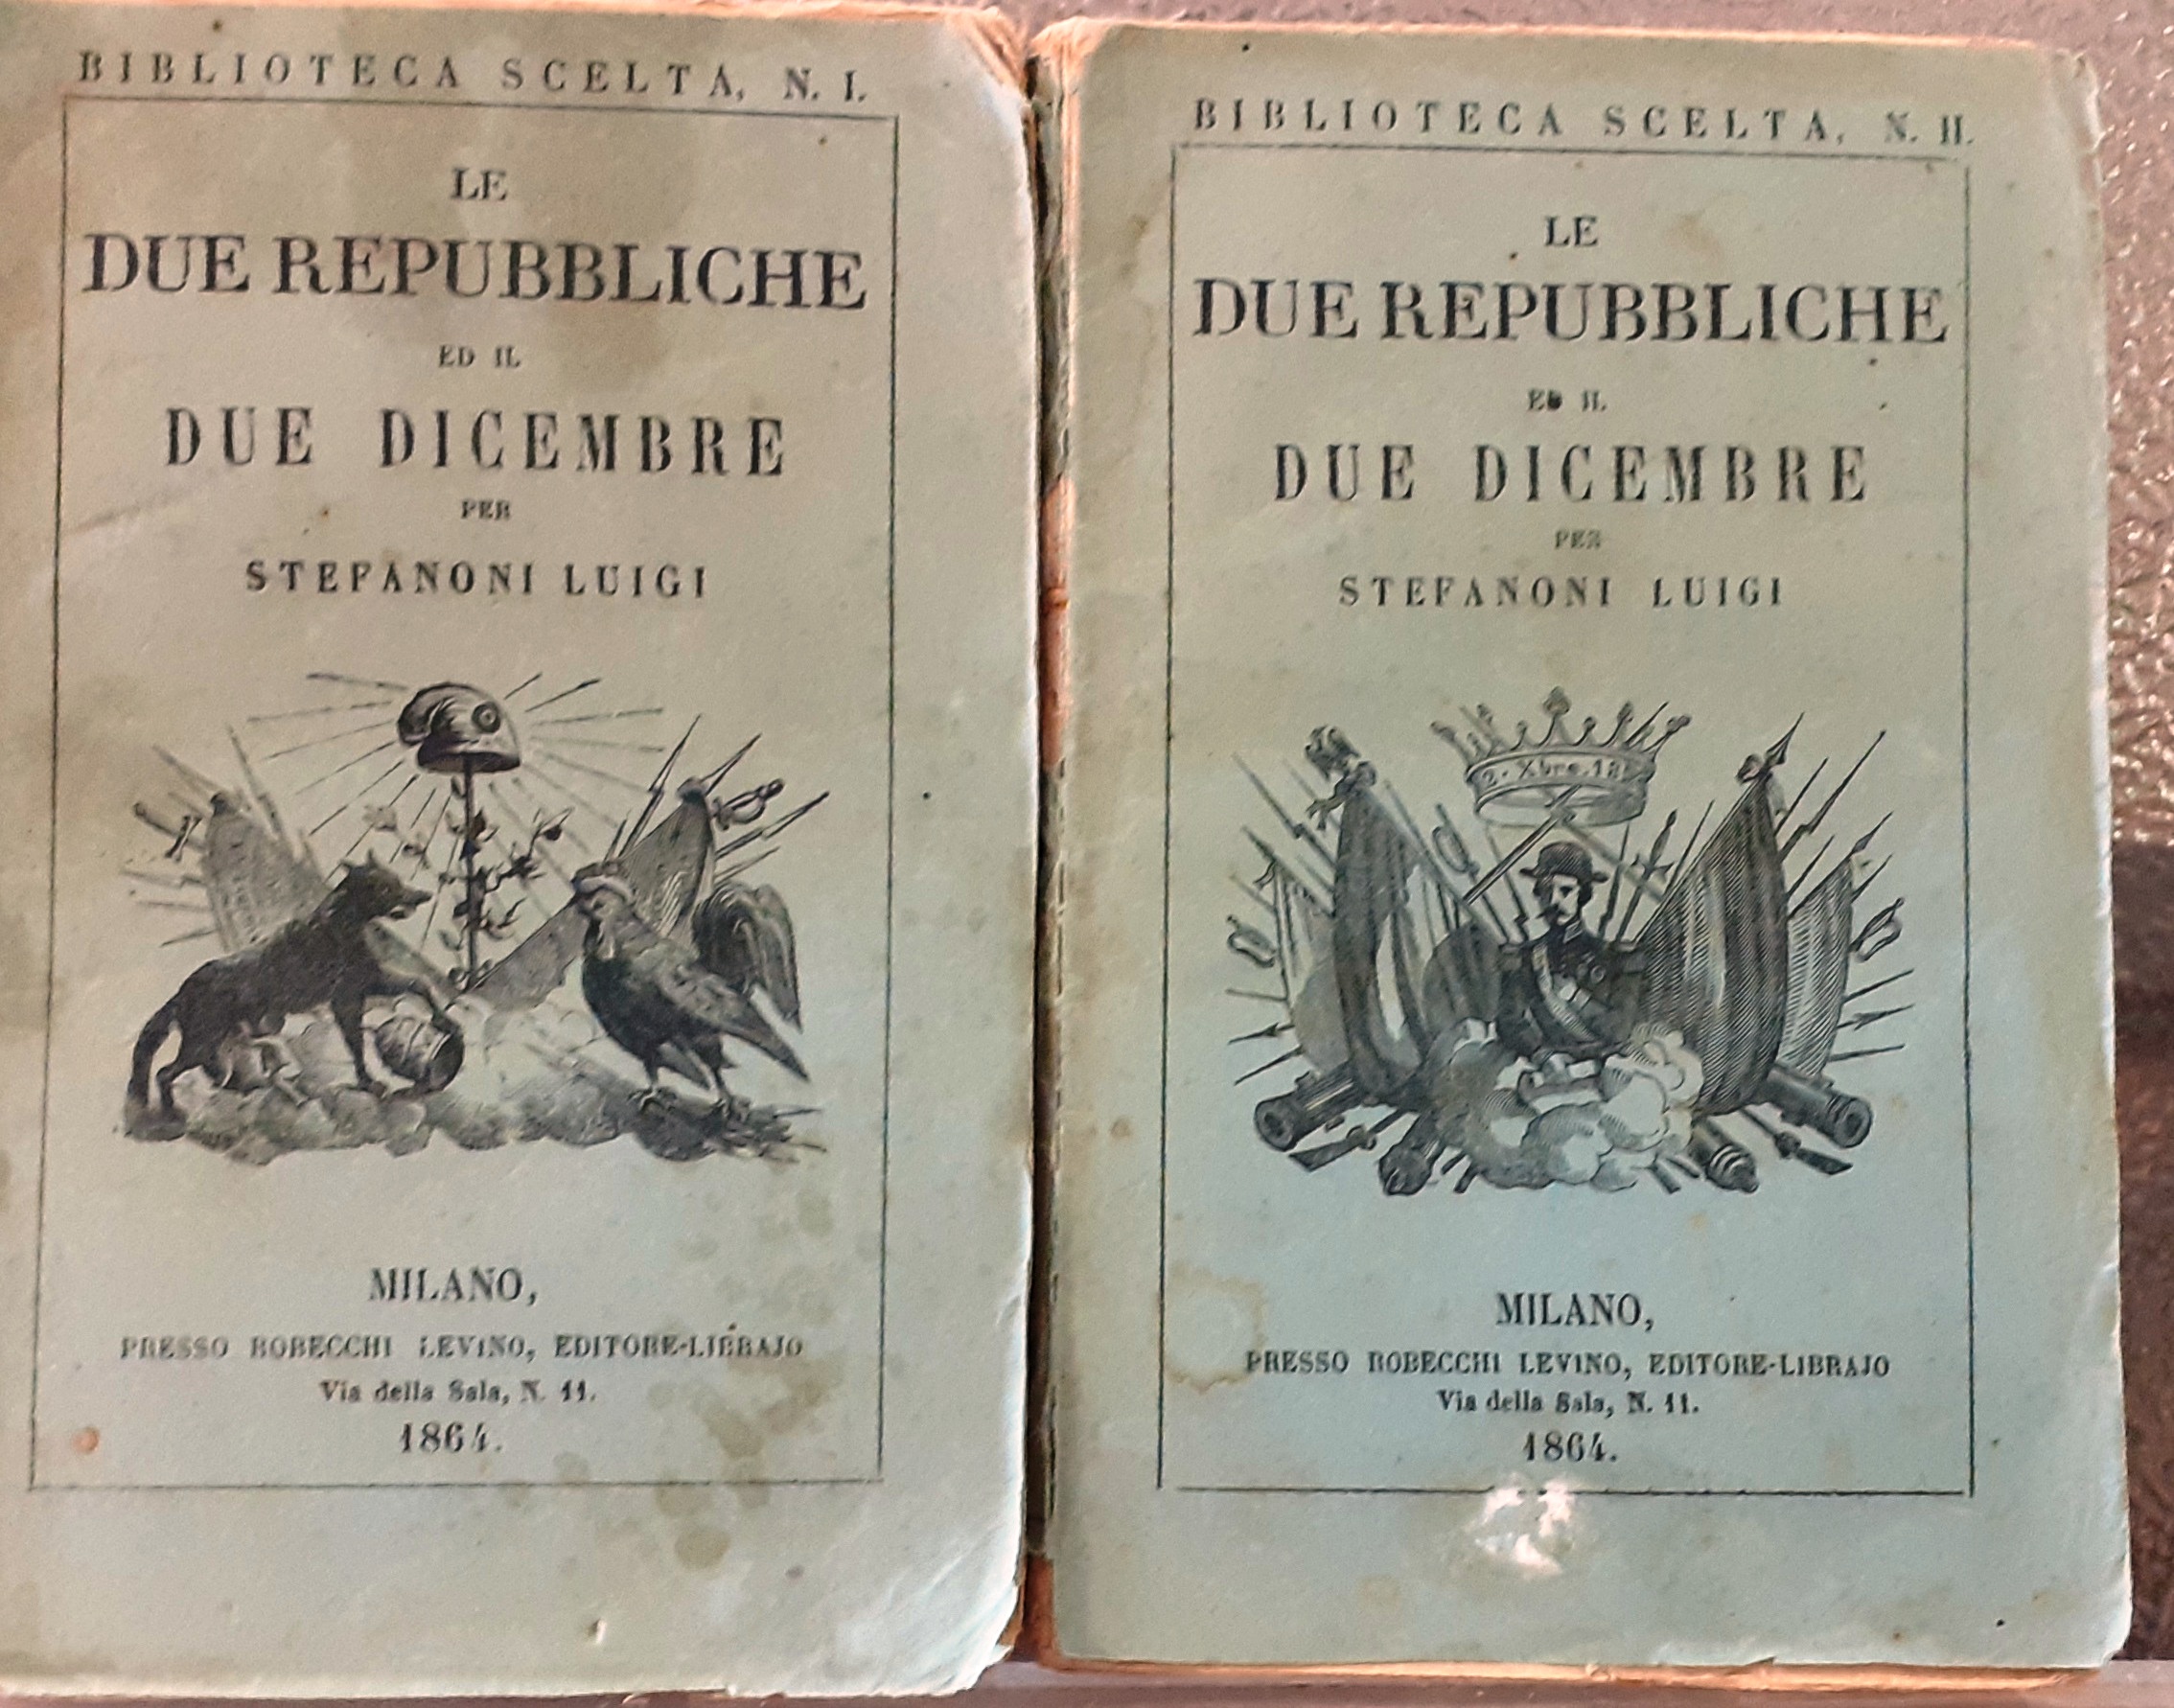 BIBLIOTECA SCELTA, N. I.
LE
DUE REPUBBLICHE
ED IL
DUE DICEMBRE
PER
STEFANONI LUIGI
MILANO,
PRESSO ROBECCHI LEVINO, EDITORE-LIBRAJO
Via della Sala, N. 11.
1864.
BIBLIOTECA SCELTA, N. II.
LE
DUE REPUBBLICHE
ED IL
DUE DICEMBRE
PER
STEFANONI LUIGI
2. Xbre.
MILANO,
PRESSO ROBECCHI LEVINO, EDITORE-LIBRAJO
Via della Sala, N. 11.
1864.